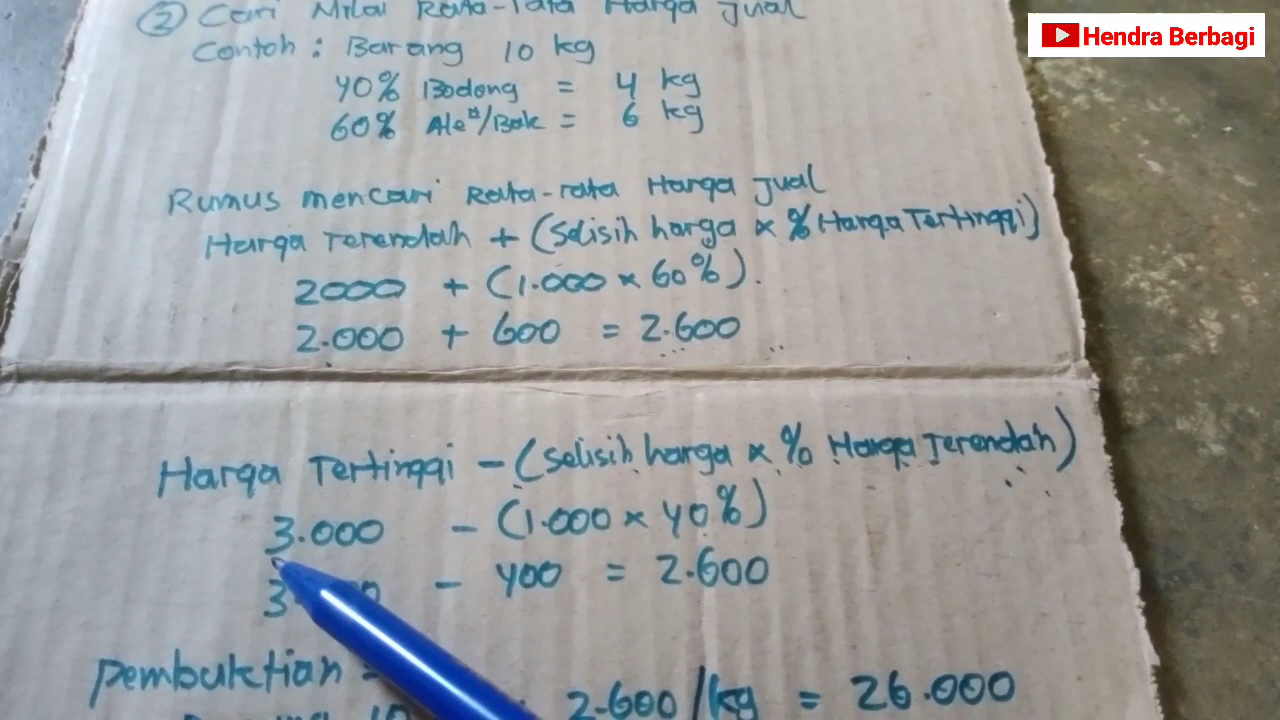 Hendra Berbagi
② Cari Nilai Rata-rata Harga Jual
Contoh : Barang 10 kg
40% Bodong = 4 kg
60% Ale²/Bak = 6 kg
Rumus mencari Rata-rata Harga Jual
Harga Terendah + (Selisih harga x % Harga Tertinggi)
2000 + (1.000 x 60%).
2.000 + 600 = 2.600
Harga Tertinggi - (Selisih harga x % Harga Terendah)
3.000 - (1.000 x 40%)
- 400 = 2.600
Pembuktian =
2.600/kg = 26.000